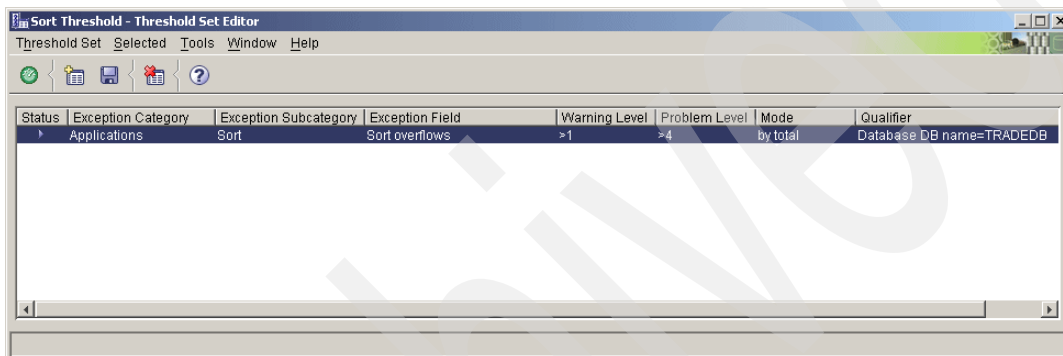 Sort Threshold - Threshold Set Editor
Threshold Set Selected Tools Window Help
Status Exception Category Exception Subcategory Exception Field Warning Level Problem Level Mode Qualifier
Applications Sort Sort overflows >1 >4 by total Database DB name=TRADEDB